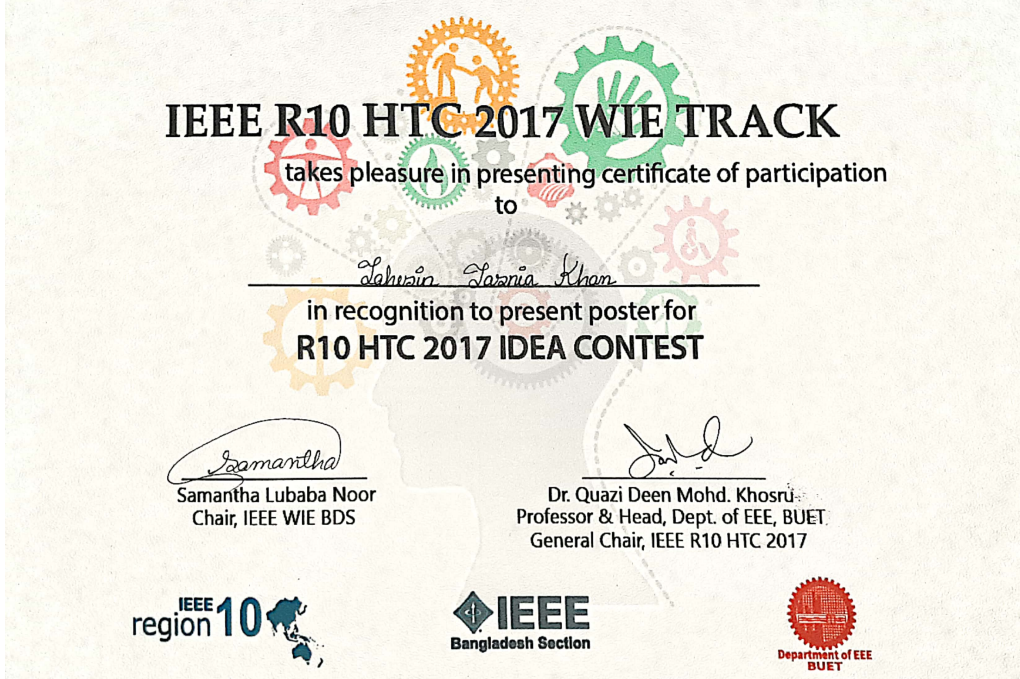 IEEE R10 HTC 2017 WIE TRACK
takes pleasure in presenting certificate of participation
to
Tahesin Tasnia Khan
in recognition to present poster for
R10 HTC 2017 IDEA CONTEST
Samantha
Samantha Lubaba Noor
Chair, IEEE WIE BDS
Dr. Quazi Deen Mohd. Khosru
Professor & Head, Dept. of EEE, BUET
General Chair, IEEE R10 HTC 2017
IEEE
region 10
IEEE
Bangladesh Section
Department of EEE
BUET